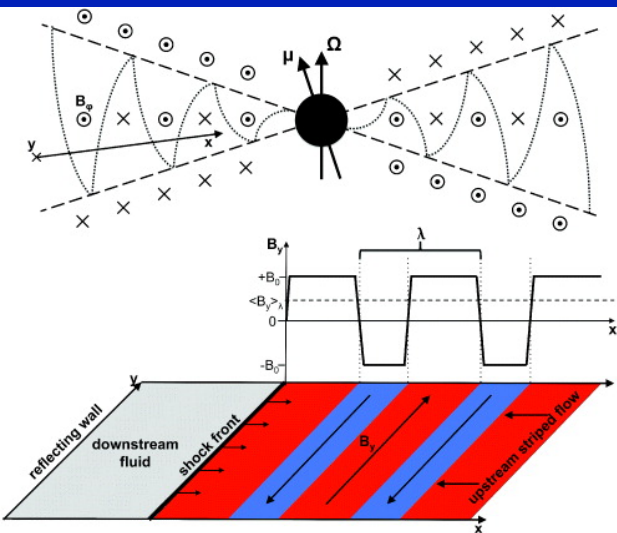 μ Ω
B_φ
y x
λ
B_y
+B_0
<B_y>_λ
0
x
-B_0
y
reflecting wall
downstream fluid
shock front
B_y
upstream striped flow
x